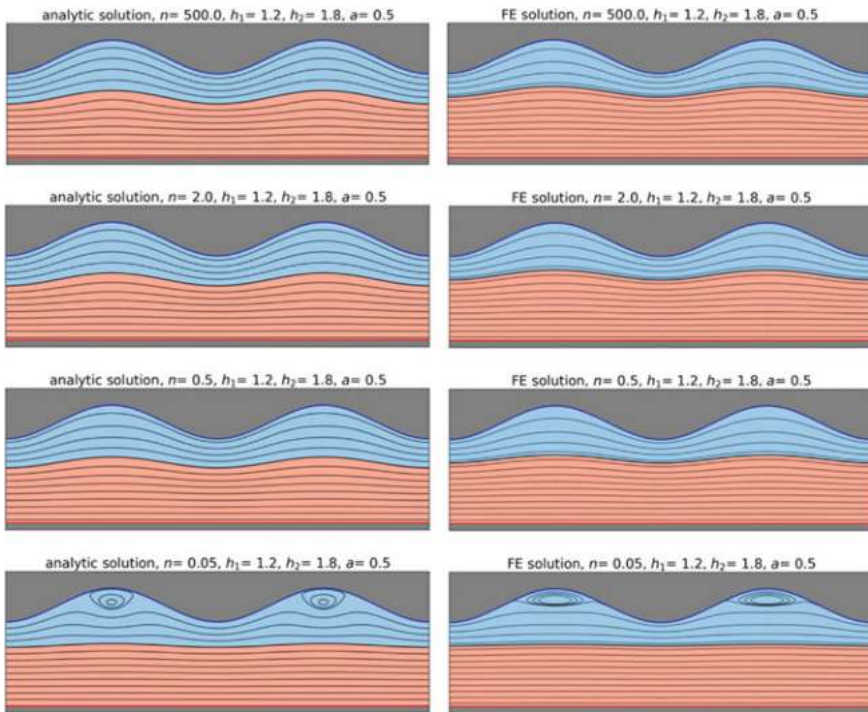 analytic solution, n= 500.0, h₁= 1.2, h₂= 1.8, a= 0.5
FE solution, n= 500.0, h₁= 1.2, h₂= 1.8, a= 0.5
analytic solution, n= 2.0, h₁= 1.2, h₂= 1.8, a= 0.5
FE solution, n= 2.0, h₁= 1.2, h₂= 1.8, a= 0.5
analytic solution, n= 0.5, h₁= 1.2, h₂= 1.8, a= 0.5
FE solution, n= 0.5, h₁= 1.2, h₂= 1.8, a= 0.5
analytic solution, n= 0.05, h₁= 1.2, h₂= 1.8, a= 0.5
FE solution, n= 0.05, h₁= 1.2, h₂= 1.8, a= 0.5